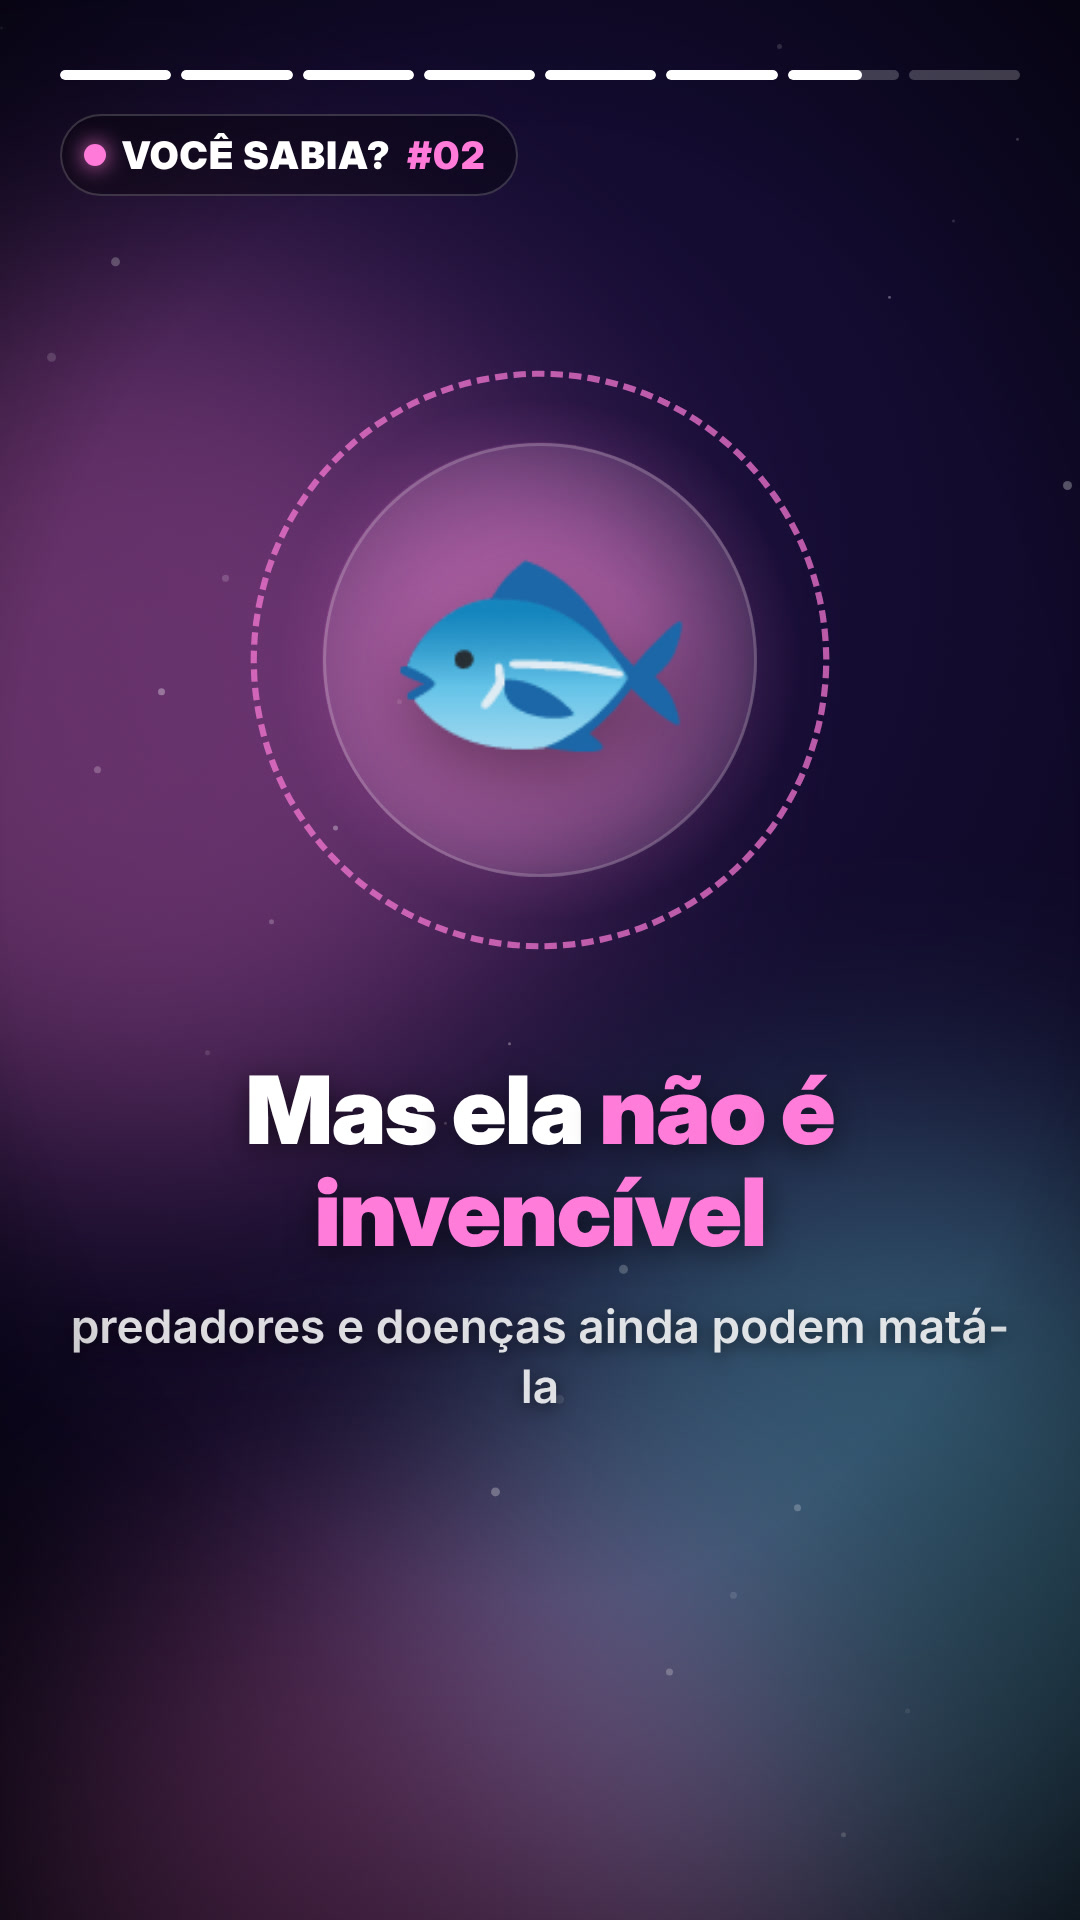 VOCÊ SABIA? #02
Mas ela não é
invencível
predadores e doenças ainda podem matá-
la